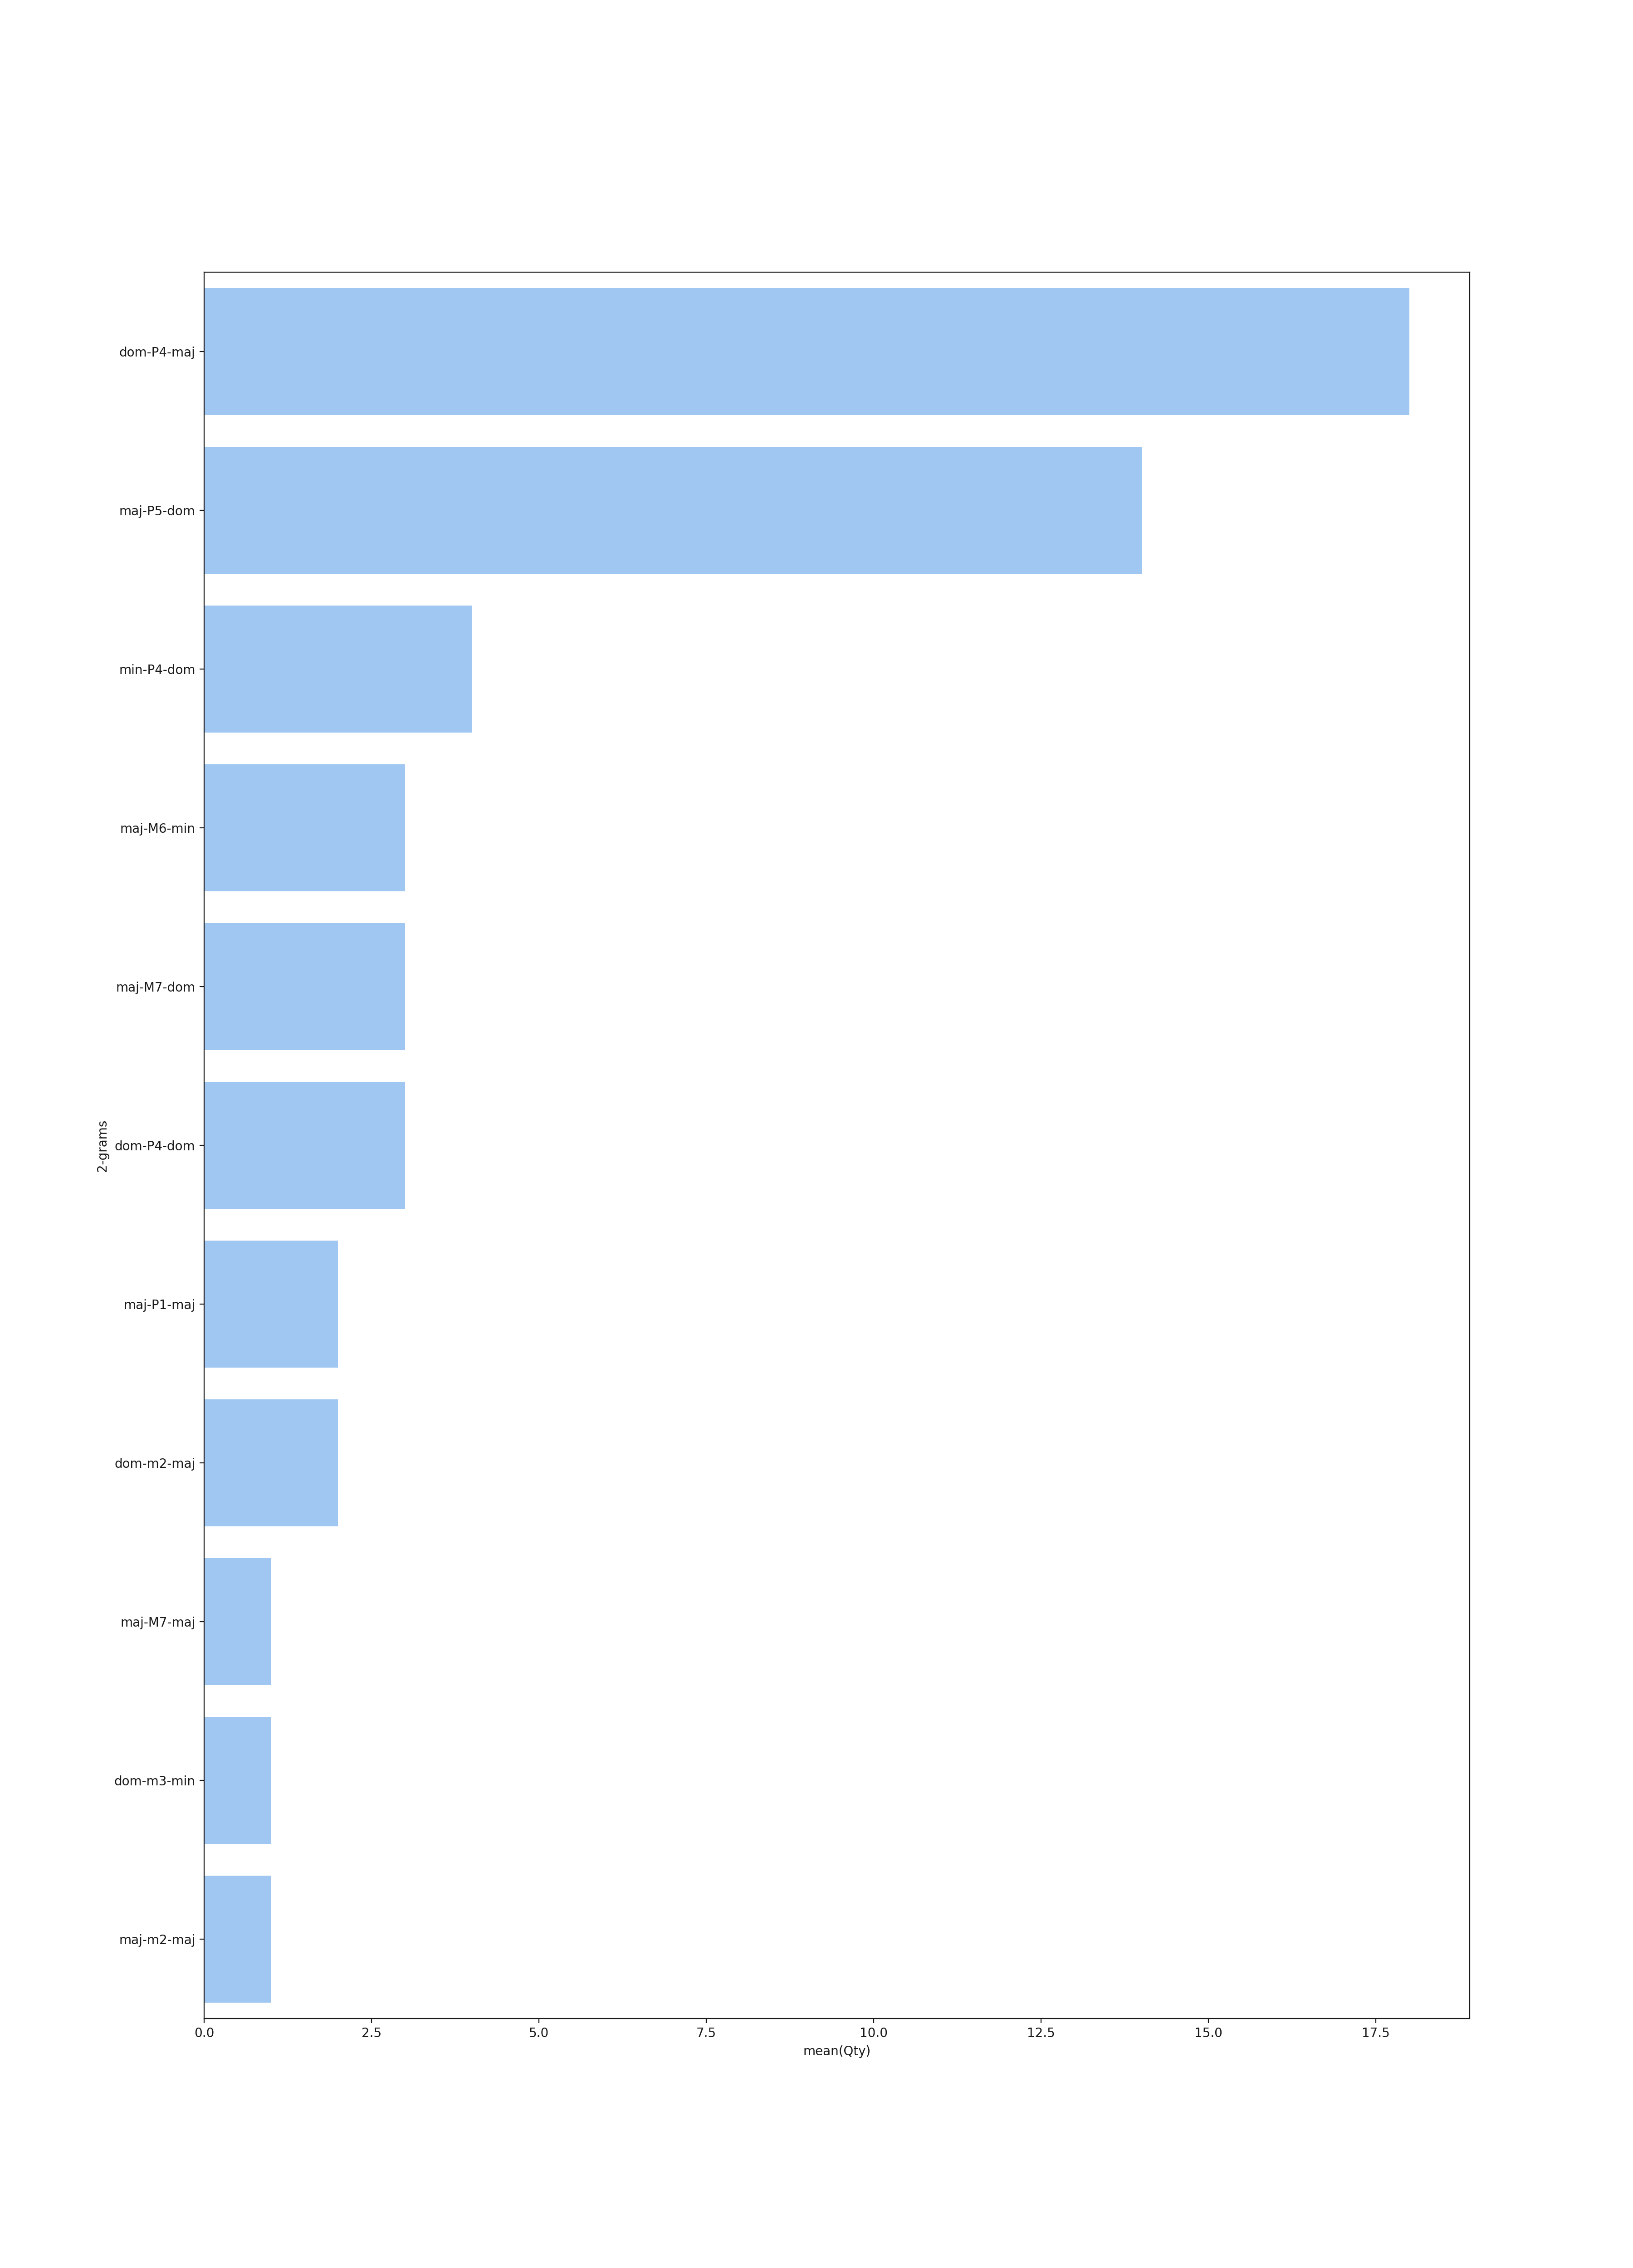 dom-P4-maj
maj-P5-dom
min-P4-dom
maj-M6-min
maj-M7-dom
dom-P4-dom
2-grams
maj-P1-maj
dom-m2-maj
maj-M7-maj
dom-m3-min
maj-m2-maj
0.0 2.5 5.0 7.5 10.0 12.5 15.0 17.5
mean(Qty)